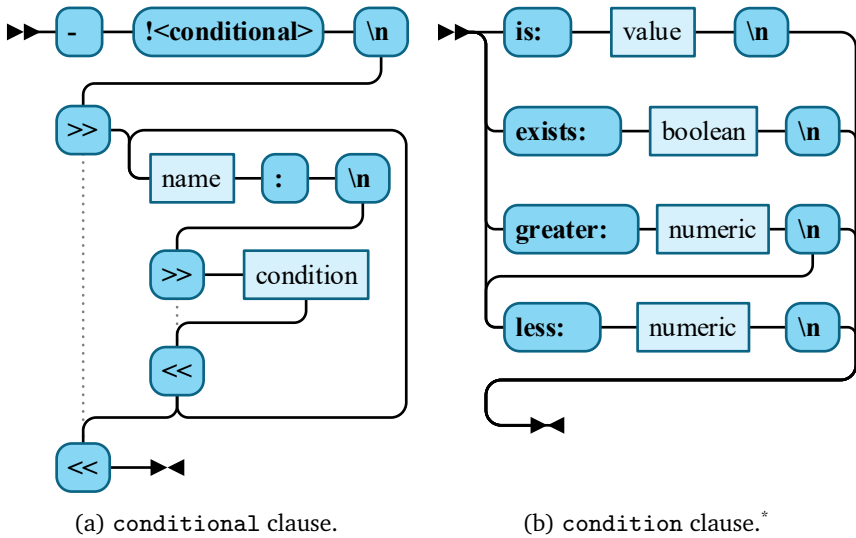 - !<conditional> \n
>>
name : \n
>> condition
<<
<<
(a) conditional clause.
is: value \n
exists: boolean \n
greater: numeric \n
less: numeric \n
(b) condition clause.*